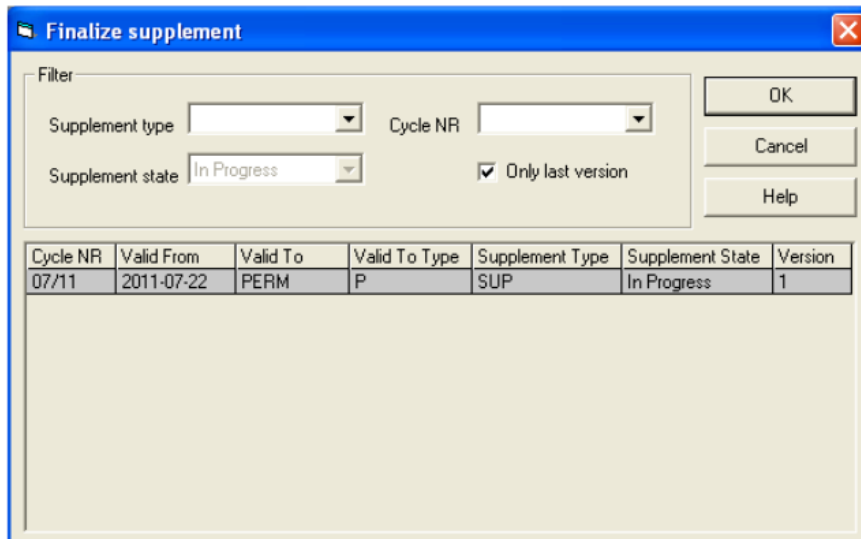 Finalize supplement
Filter
Supplement type
Cycle NR
Supplement state In Progress
Only last version
OK
Cancel
Help
Cycle NR Valid From Valid To Valid To Type Supplement Type Supplement State Version
07/11 2011-07-22 PERM P SUP In Progress 1